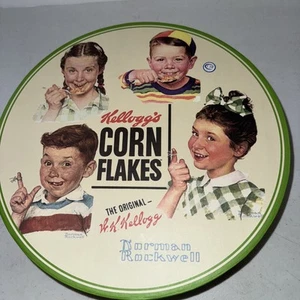 Kellogg's
CORN
FLAKES
THE ORIGINAL –
W.K. Kellogg
Norman
Rockwell